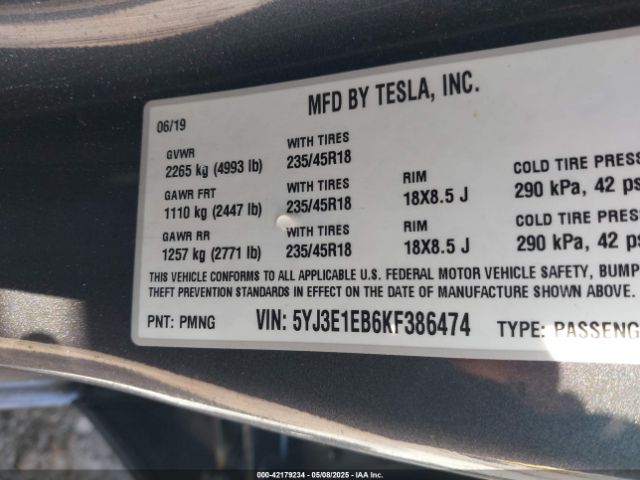 MFD BY TESLA, INC.
06/19
GVWR WITH TIRES
2265 kg (4993 lb) 235/45R18
GAWR FRT WITH TIRES RIM COLD TIRE PRESS
1110 kg (2447 lb) 235/45R18 18X8.5 J 290 kPa, 42 ps
GAWR RR WITH TIRES RIM COLD TIRE PRESSU
1257 kg (2771 lb) 235/45R18 18X8.5 J 290 kPa, 42
THIS VEHICLE CONFORMS TO ALL APPLICABLE U.S. FEDERAL MOTOR VEHICLE SAFETY, BUMP
THEFT PREVENTION STANDARDS IN EFFECT ON THE DATE OF MANUFACTURE SHOWN ABOVE.
PNT: PMNG VIN: 5YJ3E1EB6KF386474 TYPE: PASSENG
000-42179234 - 05/08/2025 - IAA Inc.